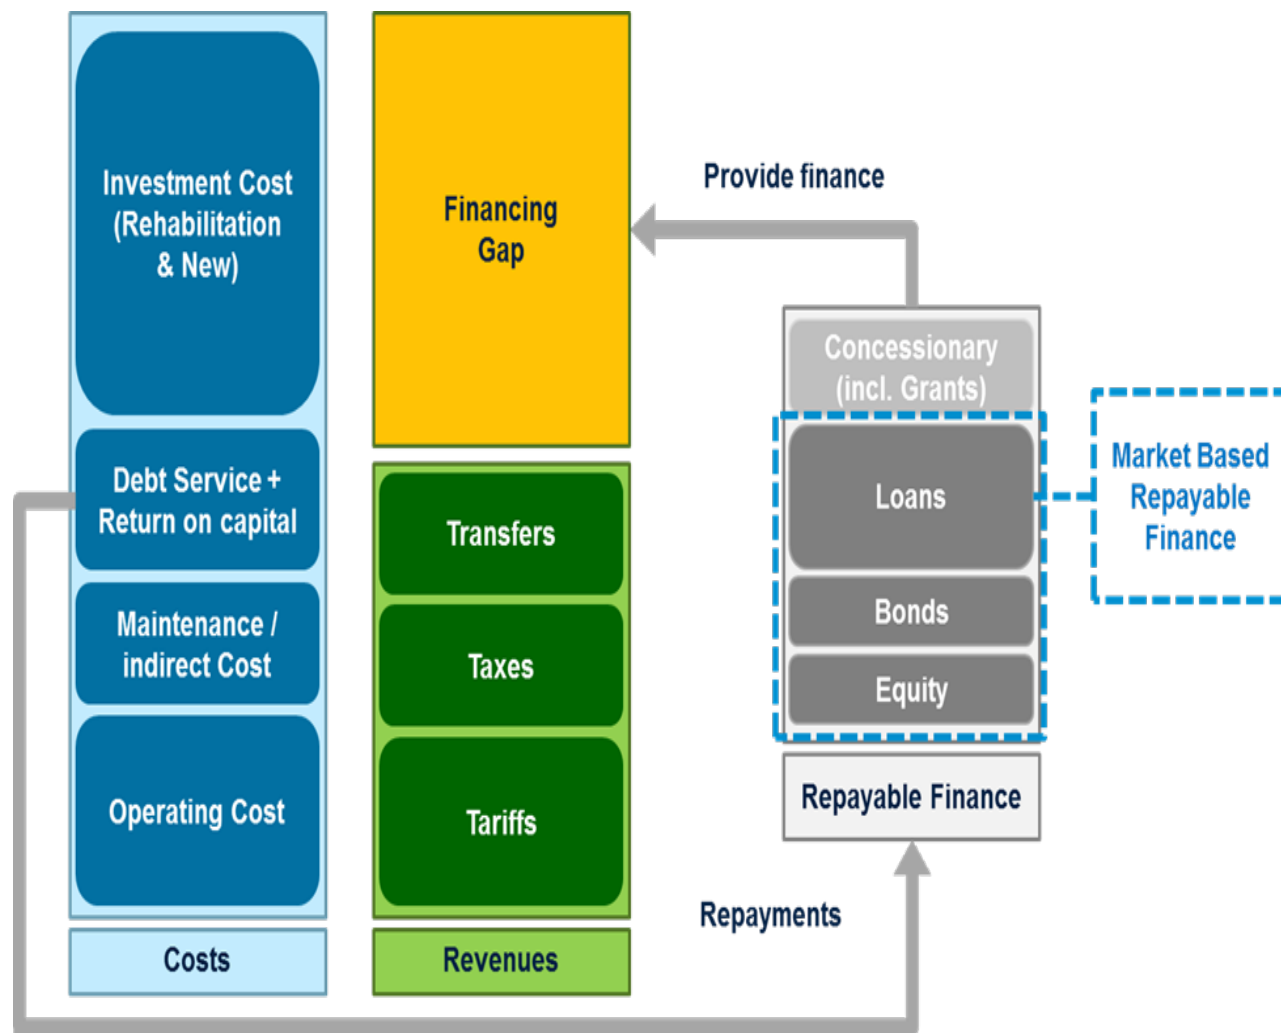 Investment Cost
(Rehabilitation
& New)
Debt Service +
Return on capital
Maintenance /
indirect Cost
Operating Cost
Costs
Financing
Gap
Transfers
Taxes
Tariffs
Revenues
Provide finance
Concessionary
(incl. Grants)
Loans
Bonds
Equity
Repayable Finance
Repayments
Market Based
Repayable
Finance